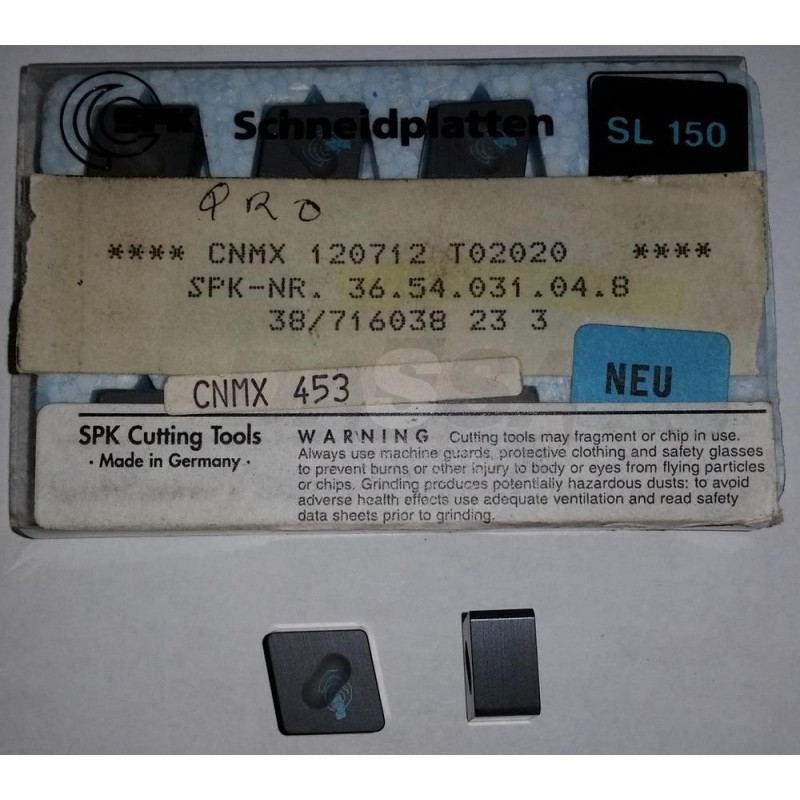 SPK Schneidplatten
SL 150
PRO
**** CNMX 120712 T02020 ****
SPK-NR. 36.54.031.04.8
38/716038 23 3
NEU
CNMX 453
SPK Cutting Tools
· Made in Germany ·
WARNING Cutting tools may fragment or chip in use.
Always use machine guards, protective clothing and safety glasses
to prevent burns or other injury to body or eyes from flying particles
or chips. Grinding produces potentially hazardous dusts: to avoid
adverse health effects use adequate ventilation and read safety
data sheets prior to grinding.